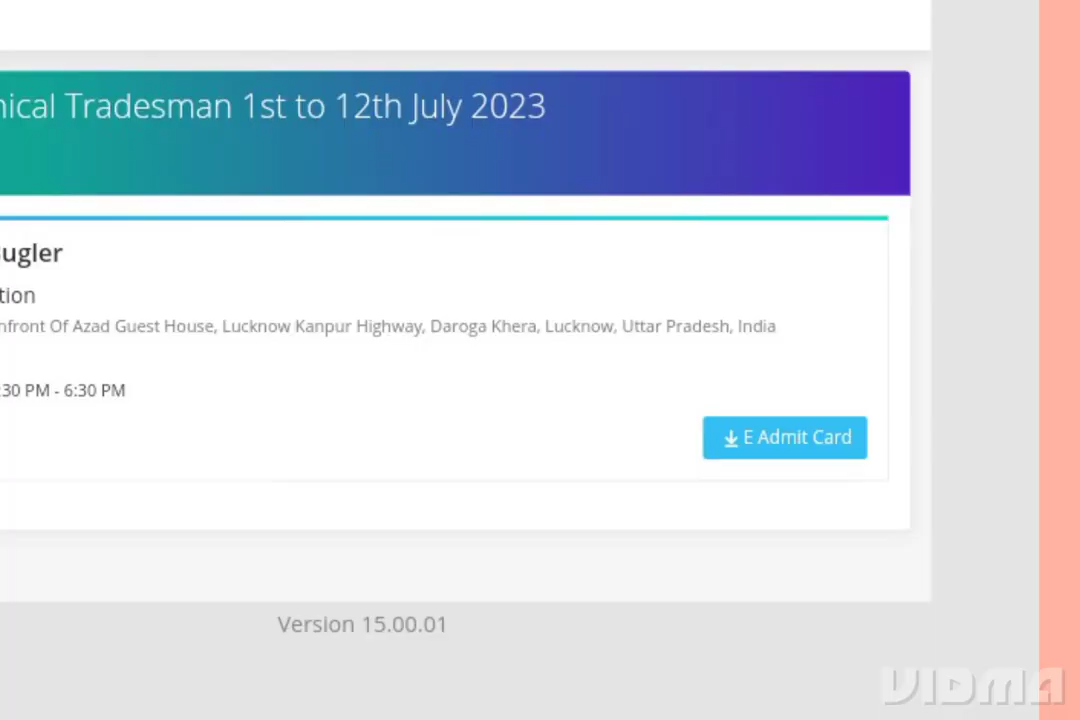 nical Tradesman 1st to 12th July 2023
ugler
tion
nfront Of Azad Guest House, Lucknow Kanpur Highway, Daroga Khera, Lucknow, Uttar Pradesh, India
:30 PM - 6:30 PM
E Admit Card
Version 15.00.01
VIDMA